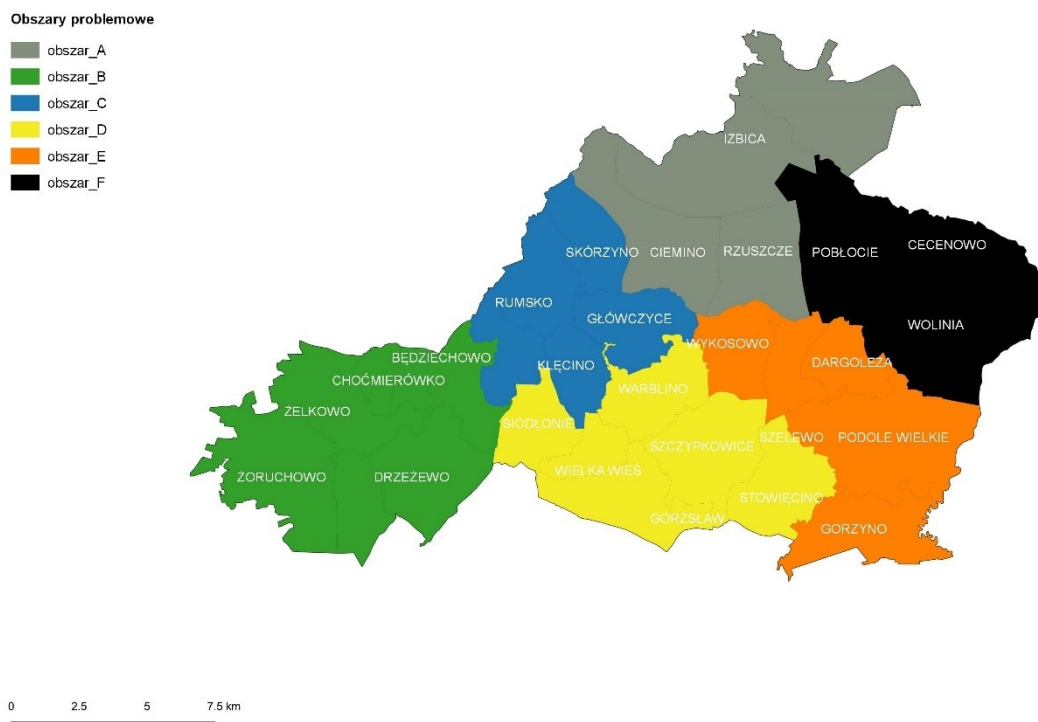 Obszary problemowe
obszar_A
obszar_B
obszar_C
obszar_D
obszar_E
obszar_F
IZBICA
SKÓRZYNO
CIEMINO
RZUSZCZE
POBŁOCIE
CECENOWO
RUMSKO
GŁÓWCZYCE
WOLINIA
WYKOSOWO
BĘDZIECHOWO
KLĘCINO
DARGOLEZA
CHOĆMIERÓWKO
WARBLINO
ŻELKOWO
SIODŁONIE
SZCZYPKOWICE
SZELEWO
PODOLE WIELKIE
ŻORUCHOWO
DRZEŻEWO
WIELKA WIEŚ
STOWIĘCINO
GORZSŁAW
GORZYNO
0 2.5 5 7.5 km